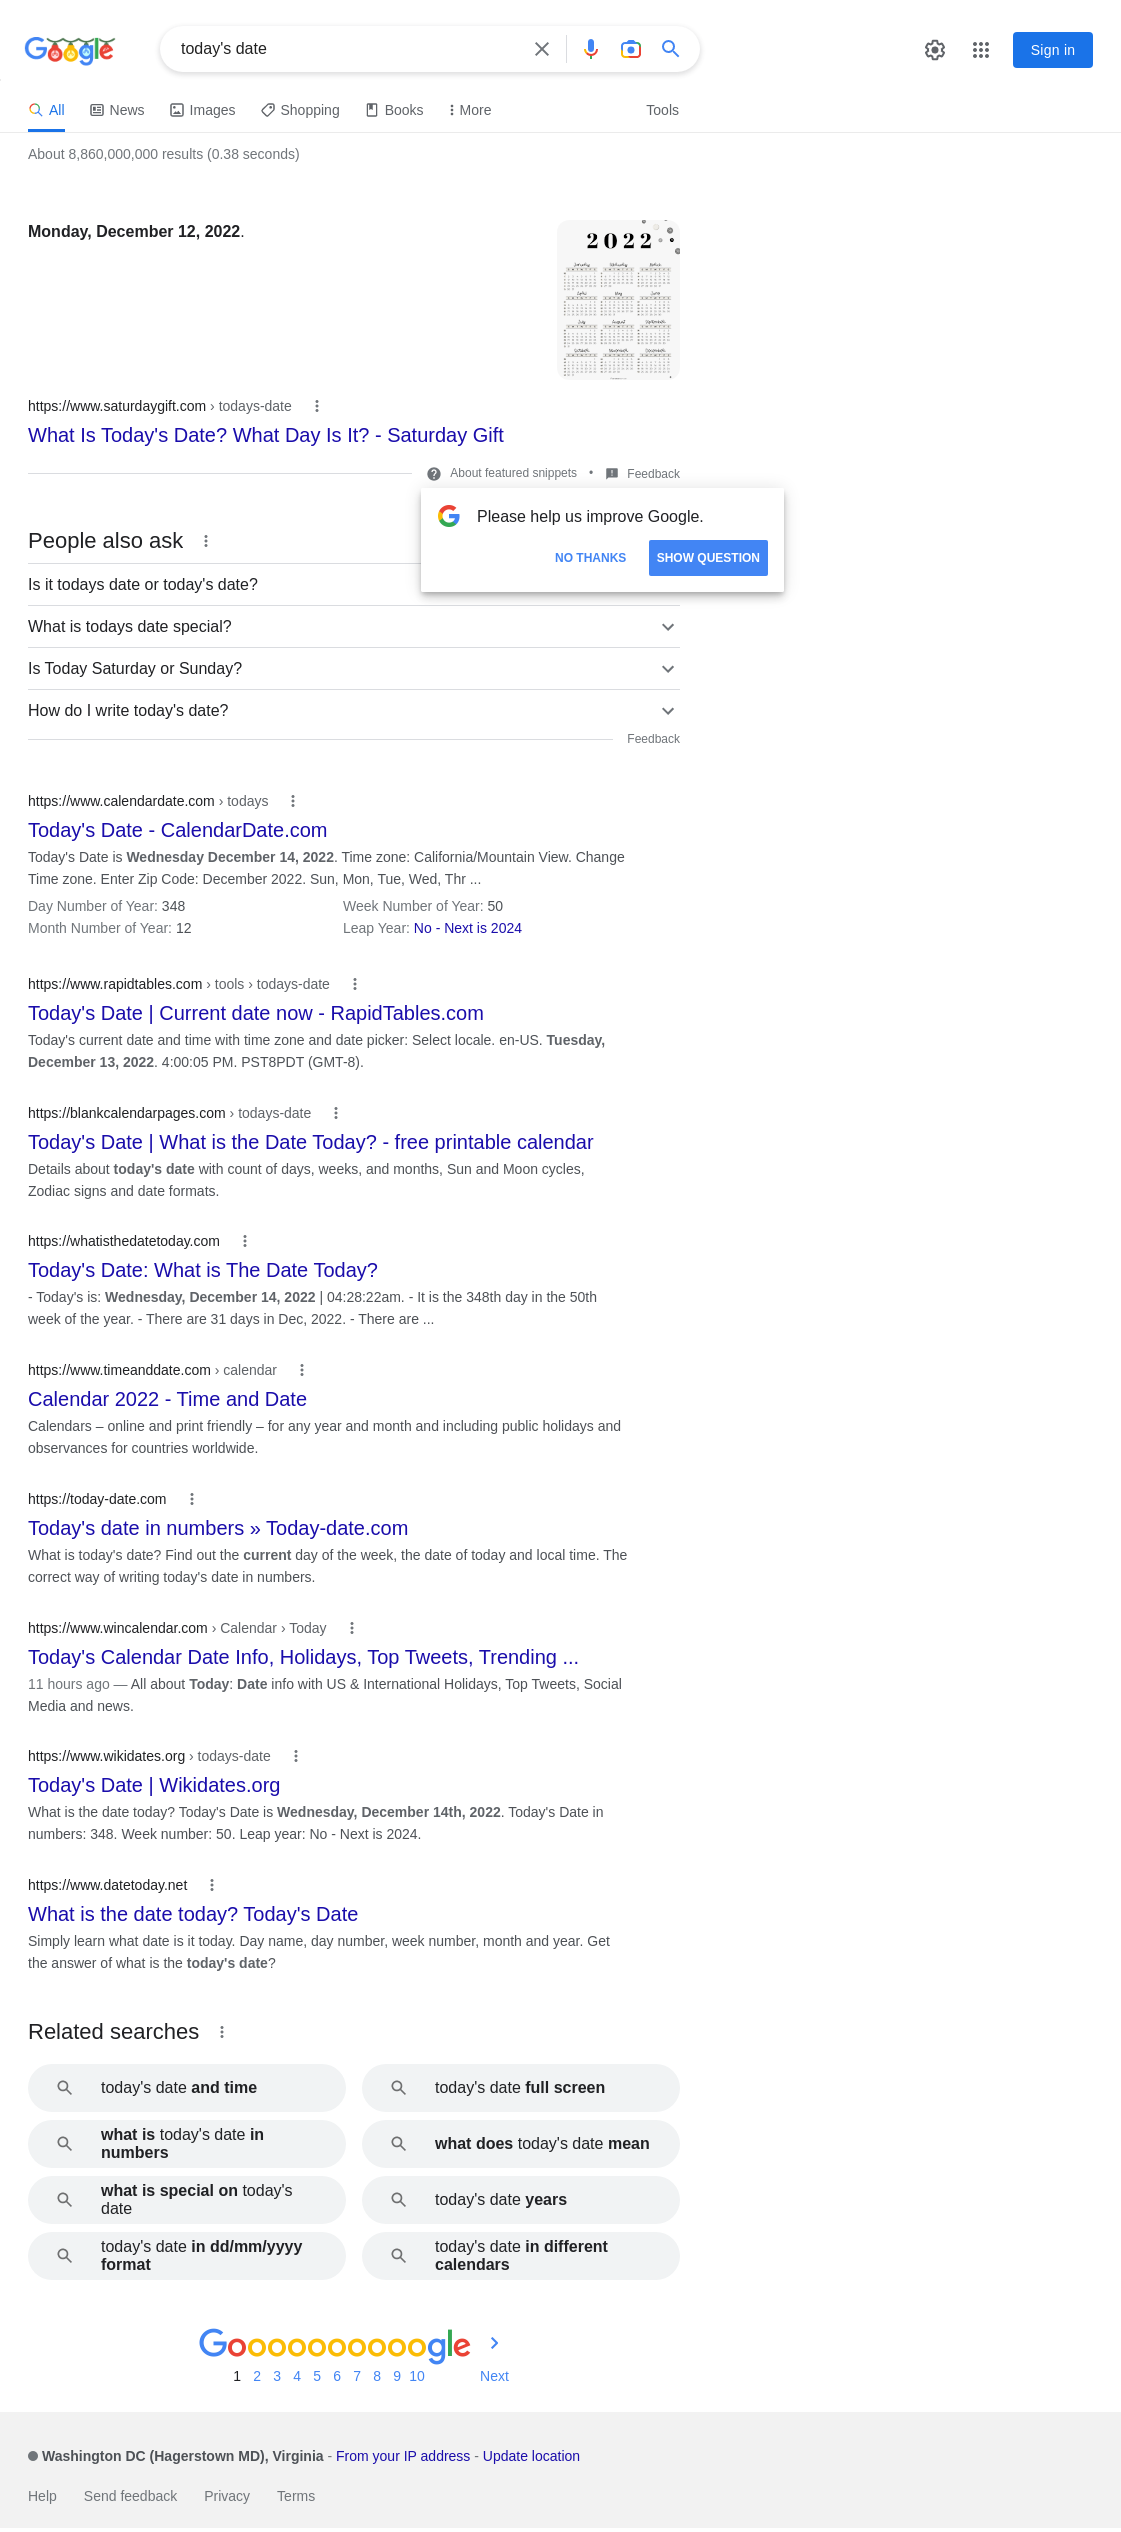 Google
today's date
Sign in
All News Images Shopping Books More Tools
About 8,860,000,000 results (0.38 seconds)
Monday, December 12, 2022.
2022
https://www.saturdaygift.com › todays-date
What Is Today's Date? What Day Is It? - Saturday Gift
About featured snippets • Feedback
Please help us improve Google.
NO THANKS SHOW QUESTION
People also ask
Is it todays date or today's date?
What is todays date special?
Is Today Saturday or Sunday?
How do I write today's date?
Feedback
https://www.calendardate.com › todays
Today's Date - CalendarDate.com
Today's Date is Wednesday December 14, 2022. Time zone: California/Mountain View. Change
Time zone. Enter Zip Code: December 2022. Sun, Mon, Tue, Wed, Thr ...
Day Number of Year: 348 Week Number of Year: 50
Month Number of Year: 12 Leap Year: No - Next is 2024
https://www.rapidtables.com › tools › todays-date
Today's Date | Current date now - RapidTables.com
Today's current date and time with time zone and date picker: Select locale. en-US. Tuesday,
December 13, 2022. 4:00:05 PM. PST8PDT (GMT-8).
https://blankcalendarpages.com › todays-date
Today's Date | What is the Date Today? - free printable calendar
Details about today's date with count of days, weeks, and months, Sun and Moon cycles,
Zodiac signs and date formats.
https://whatisthedatetoday.com
Today's Date: What is The Date Today?
- Today's is: Wednesday, December 14, 2022 | 04:28:22am. - It is the 348th day in the 50th
week of the year. - There are 31 days in Dec, 2022. - There are ...
https://www.timeanddate.com › calendar
Calendar 2022 - Time and Date
Calendars – online and print friendly – for any year and month and including public holidays and
observances for countries worldwide.
https://today-date.com
Today's date in numbers » Today-date.com
What is today's date? Find out the current day of the week, the date of today and local time. The
correct way of writing today's date in numbers.
https://www.wincalendar.com › Calendar › Today
Today's Calendar Date Info, Holidays, Top Tweets, Trending ...
11 hours ago — All about Today: Date info with US & International Holidays, Top Tweets, Social
Media and news.
https://www.wikidates.org › todays-date
Today's Date | Wikidates.org
What is the date today? Today's Date is Wednesday, December 14th, 2022. Today's Date in
numbers: 348. Week number: 50. Leap year: No - Next is 2024.
https://www.datetoday.net
What is the date today? Today's Date
Simply learn what date is it today. Day name, day number, week number, month and year. Get
the answer of what is the today's date?
Related searches
today's date and time
today's date full screen
what is today's date in
numbers
what does today's date mean
what is special on today's
date
today's date years
today's date in dd/mm/yyyy
format
today's date in different
calendars
Goooooooooogle
1 2 3 4 5 6 7 8 9 10 Next
Washington DC (Hagerstown MD), Virginia - From your IP address - Update location
Help Send feedback Privacy Terms